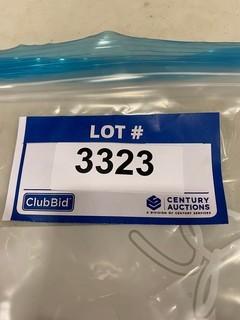 LOT #
3323
ClubBid
CENTURY
AUCTIONS
A DIVISION OF CENTURY SERVICES